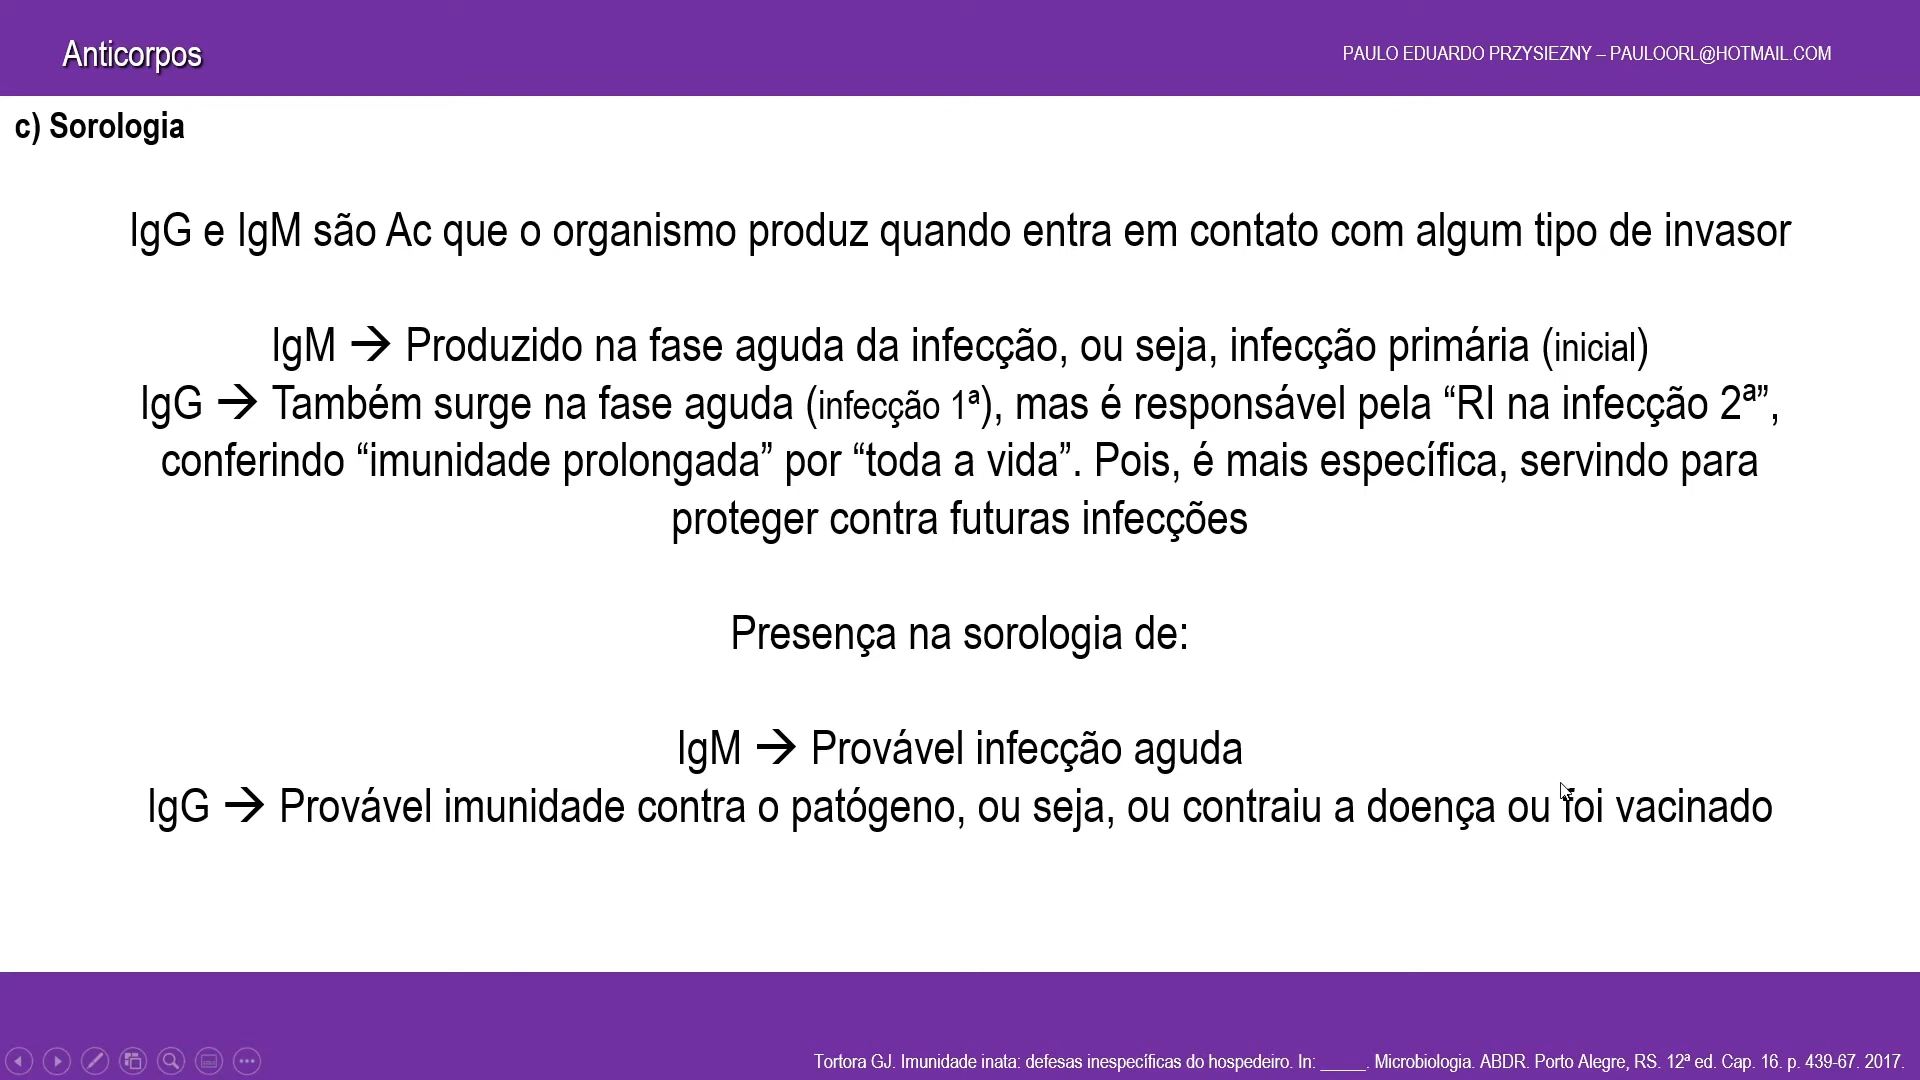 Anticorpos
PAULO EDUARDO PRZYSIEZNY – PAULOORL@HOTMAIL.COM
c) Sorologia
IgG e IgM são Ac que o organismo produz quando entra em contato com algum tipo de invasor
IgM → Produzido na fase aguda da infecção, ou seja, infecção primária (inicial)
IgG → Também surge na fase aguda (infecção 1ª), mas é responsável pela “RI na infecção 2ª”,
conferindo “imunidade prolongada” por “toda a vida”. Pois, é mais específica, servindo para
proteger contra futuras infecções
Presença na sorologia de:
IgM → Provável infecção aguda
IgG → Provável imunidade contra o patógeno, ou seja, ou contraiu a doença ou foi vacinado
Tortora GJ. Imunidade inata: defesas inespecíficas do hospedeiro. In: _____. Microbiologia. ABDR. Porto Alegre, RS. 12ª ed. Cap. 16. p. 439-67. 2017.